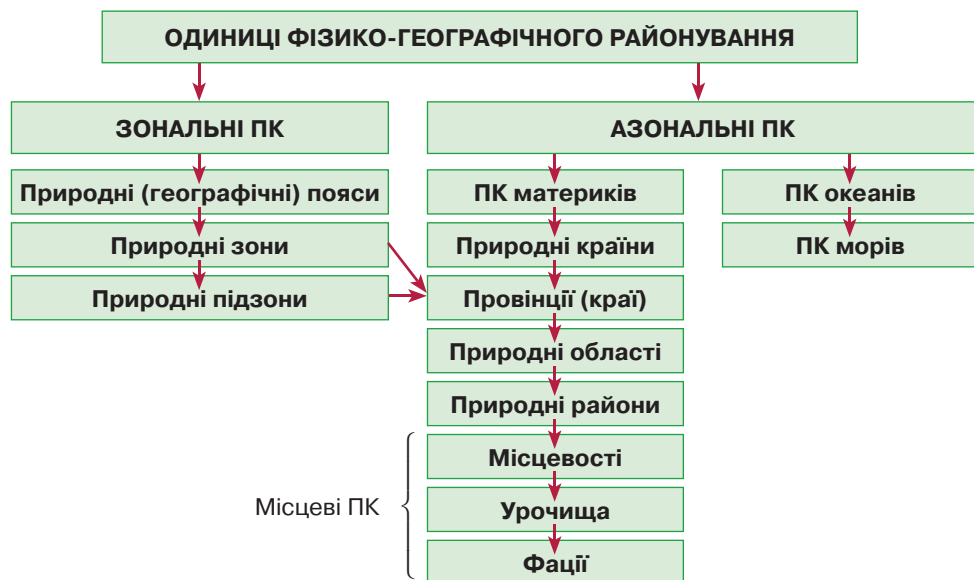 ОДИНИЦІ ФІЗИКО-ГЕОГРАФІЧНОГО РАЙОНУВАННЯ
ЗОНАЛЬНІ ПК
АЗОНАЛЬНІ ПК
Природні (географічні) пояси
ПК материків
ПК океанів
Природні зони
Природні країни
ПК морів
Природні підзони
Провінції (краї)
Природні області
Природні райони
Місцевості
Місцеві ПК
Урочища
Фації